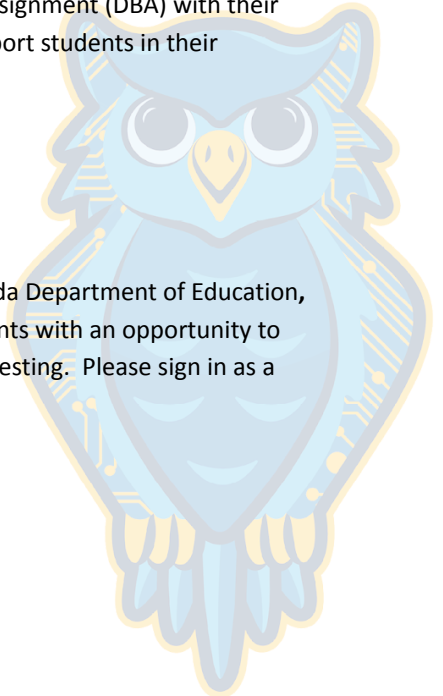 signment (DBA) with their
ort students in their
da Department of Education,
nts with an opportunity to
esting. Please sign in as a